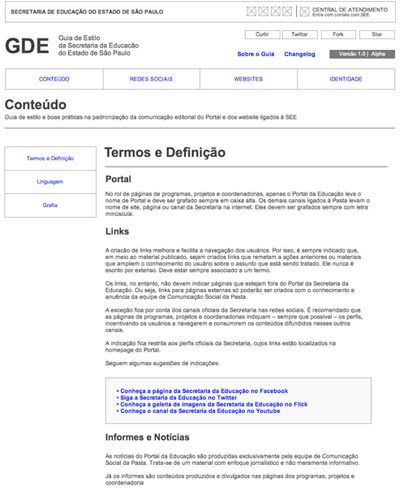 SECRETARIA DE EDUCAÇÃO DO ESTADO DE SÃO PAULO
CENTRAL DE ATENDIMENTO
Entre com contato com SEE
Curtir
Twittar
Fork
Star
GDE
Guia de Estilo
da Secretaria da Educacão
do Estado de São Paulo
Sobre o Guia
Changelog
Versão 1.0 | Alpha
CONTEÚDO
REDES SOCIAIS
WEBSITES
IDENTIDADE
Conteúdo
Guia de estilo e boas práticas na padronização da comunicação editorial do Portal e dos website ligados à SEE
Termos e Definição
Linguagem
Grafia
Termos e Definição
Portal
No rol de páginas de programas, projetos e coordenadorias, apenas o Portal da Educação leva o
nome de Portal e deve ser grafado sempre em caixa alta. Os demais canais ligados à Pasta levam o
nome de site, página ou canal da Secretaria na internet. Eles devem ser grafados sempre com letra
minúscula.
Links
A criacão de links melhora e facilita a navegação dos usuários. Por isso, é sempre indicado que,
em meio ao material publicado, sejam criados links que remetam a ações anteriores ou materiais
que ampliem o conhecimento do usuário sobre o assunto que está sendo tratado. Ele nunca é
escrito por extenso. Deve estar sempre associado a um termo.
Os links, no entanto, não devem indicar páginas que estejam fora do Portal da Secretaria da
Educação. Ou seja, links para páginas externas só poderão ser criados com o conhecimento e
anuência da equipe de Comunicação Social da Pasta.
A exceção fica por conta dos canais oficiais da Secretaria nas redes sociais. É recomendado que
as páginas de programas, projetos e coordenadorias indiquem – sempre que possível – os perfis,
incentivando os usuários a navegarem e consumirem os conteúdos difundidos nesses outros
canais.
A indicação fica restrita aos perfis oficiais da Secretaria, cujos links estão localizados na
homepage do Portal.
Seguem algumas sugestões de indicações:
• Conheça a página da Secretaria da Educação no Facebook
• Siga a Secretaria da Educação no Twitter
• Conheça a galeria de imagens da Secretaria da Educação no Flick
• Conheça o canal da Secretaria da Educação no Youtube
Informes e Notícias
As notícias do Portal da Educação são produzidas exclusivamente pela equipe de Comunicação
Social da Pasta. Trata-se de um material com enfoque jornalístico e não meramente informativo.
Já os informes são conteúdos produzidos e divulgados nas páginas dos programas, projetos e
coordenadoria